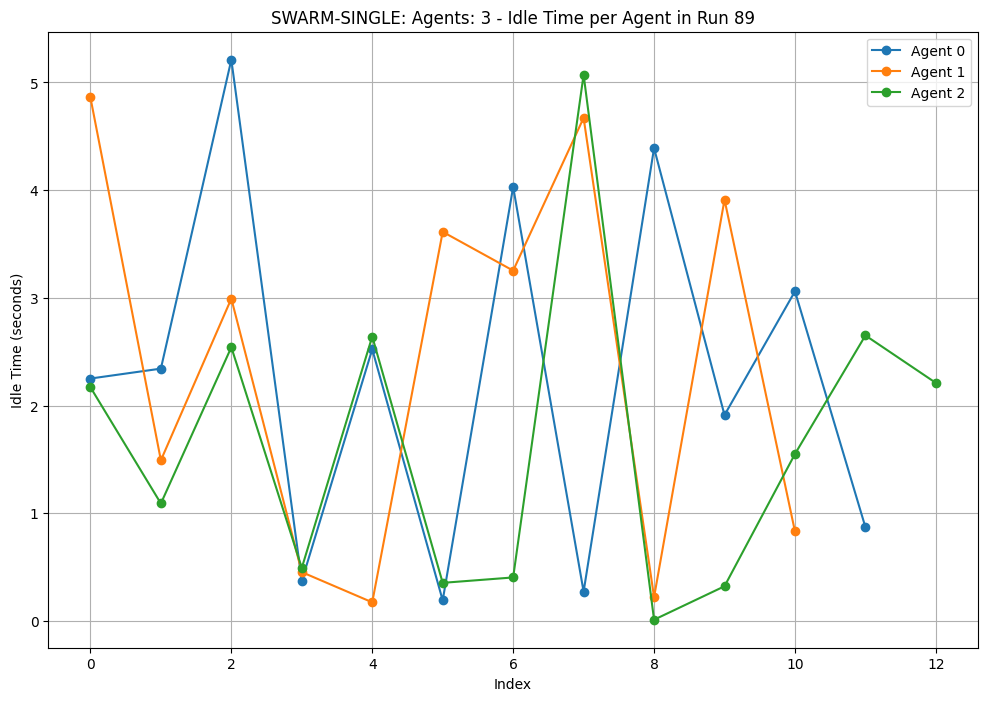 SWARM-SINGLE: Agents: 3 - Idle Time per Agent in Run 89
Agent 0
Agent 1
Agent 2
Idle Time (seconds)
5
4
3
2
1
0
0 2 4 6 8 10 12
Index